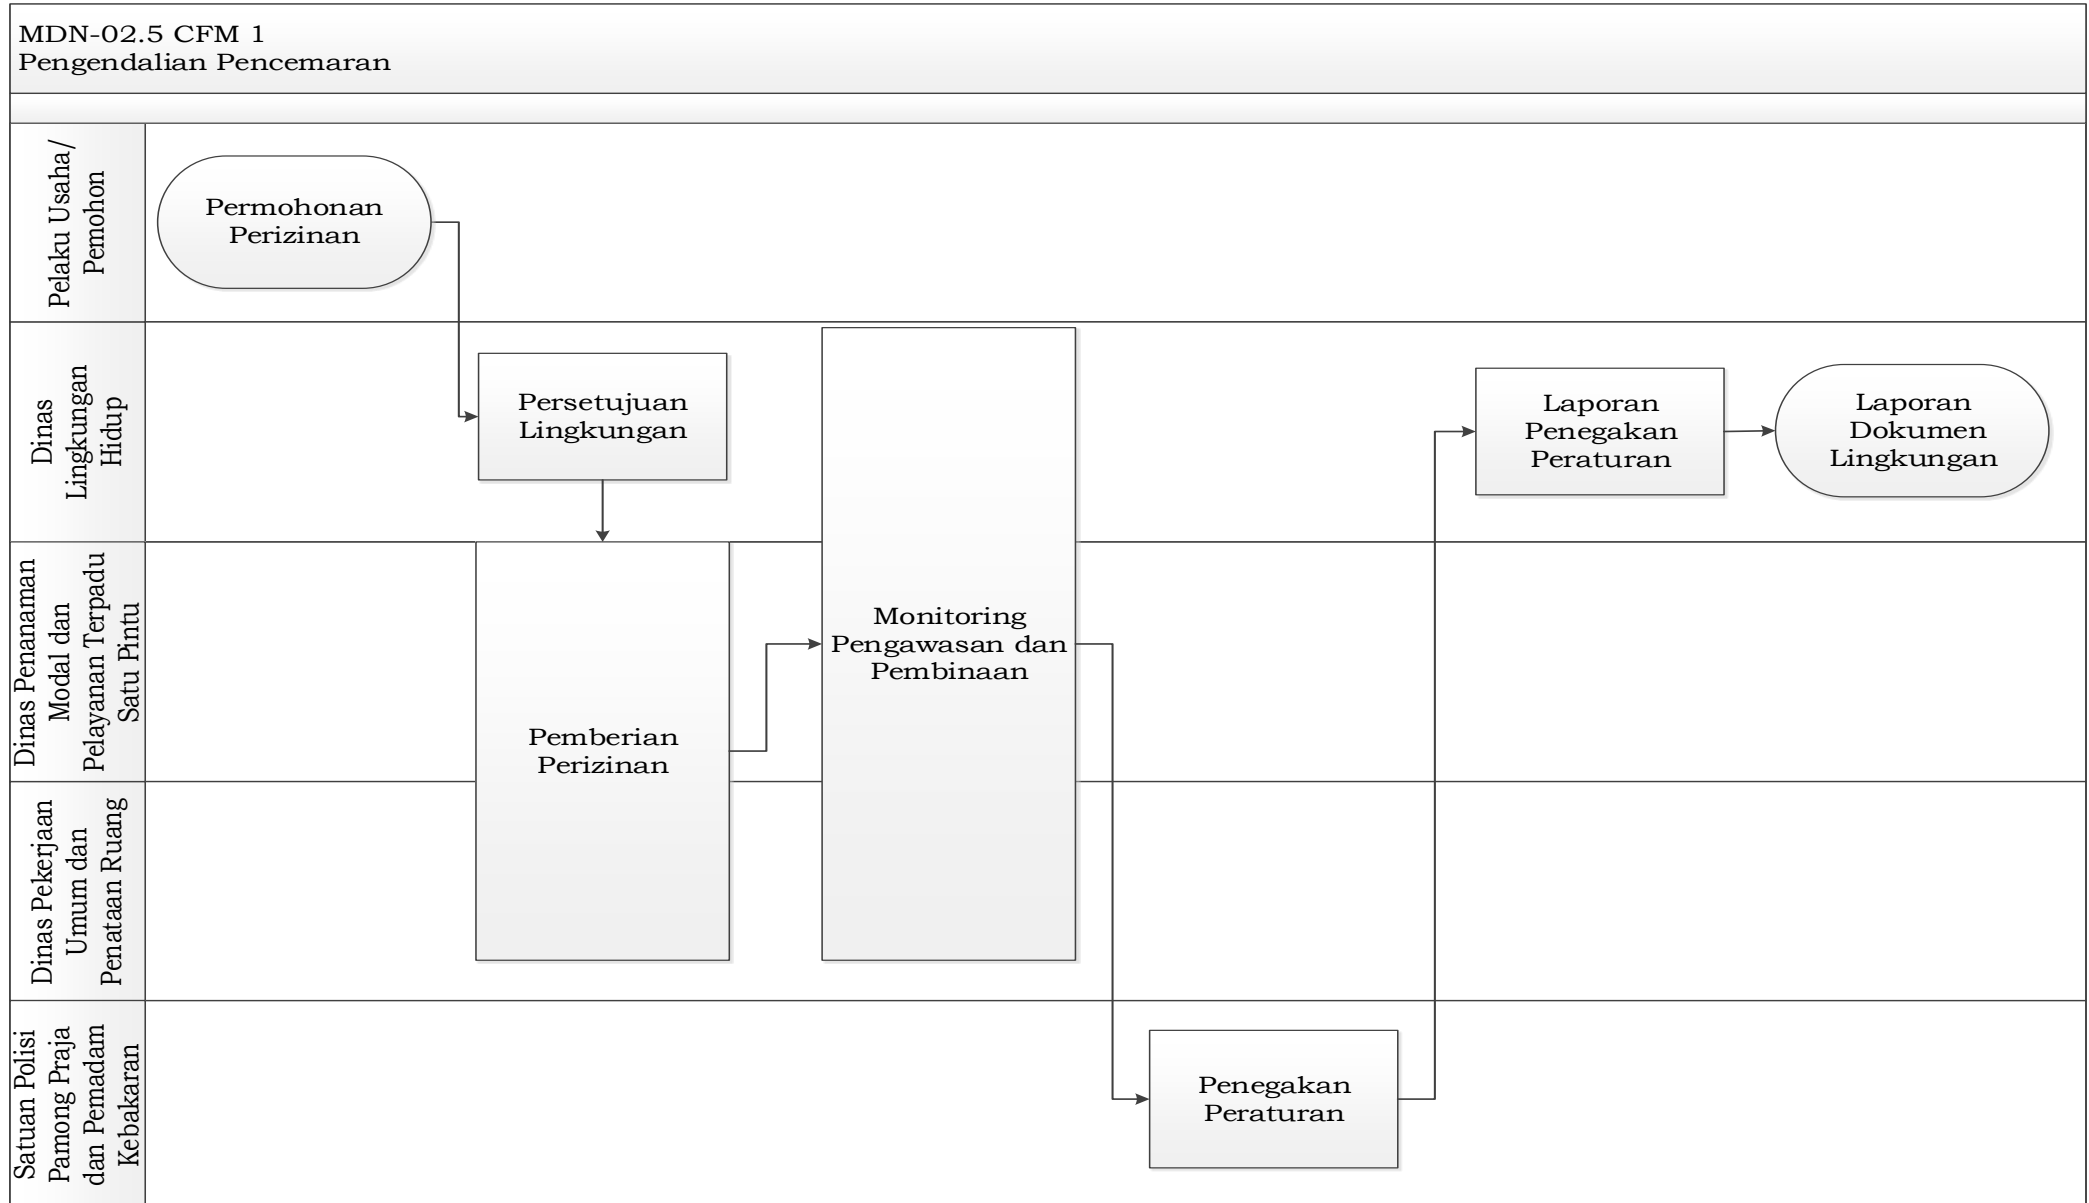 MDN-02.5 CFM 1
Pengendalian Pencemaran
Pelaku Usaha/
Pemohon
Permohonan
Perizinan
Dinas
Lingkungan
Hidup
Persetujuan
Lingkungan
Laporan
Penegakan
Peraturan
Laporan
Dokumen
Lingkungan
Dinas Penanaman
Modal dan
Pelayanan Terpadu
Satu Pintu
Monitoring
Pengawasan dan
Pembinaan
Pemberian
Perizinan
Dinas Pekerjaan
Umum dan
Penataan Ruang
Satuan Polisi
Pamong Praja
dan Pemadam
Kebakaran
Penegakan
Peraturan